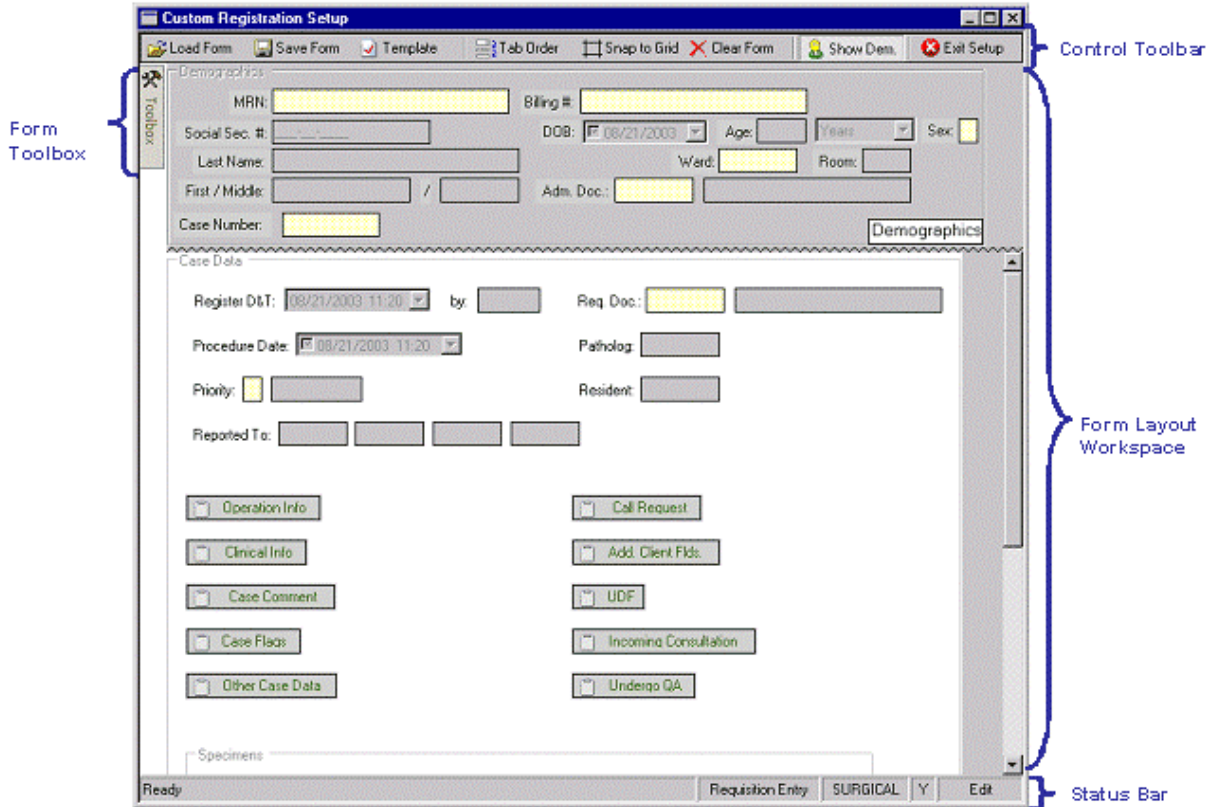 Custom Registration Setup
Load Form Save Form Template Tab Order Snap to Grid Clear Form Show Dem. Exit Setup
Control Toolbar
Toolbox
Form
Toolbox
Demographics
MRN: Billing #:
Social Sec. #: ___-__-____ DOB: 08/21/2003 Age: Years Sex:
Last Name: Ward: Room:
First / Middle: / Adm. Doc.:
Case Number: Demographics
Case Data
Register D&T: 08/21/2003 11:20 by: Req. Doc.:
Procedure Date: 08/21/2003 11:20 Patholog:
Priority: Resident:
Reported To:
Form Layout
Workspace
Operation Info Call Request
Clinical Info Add. Client Flds.
Case Comment UDF
Case Flags Incoming Consultation
Other Case Data Undergo QA
Specimens
Ready Requisition Entry SURGICAL Y Edit
Status Bar